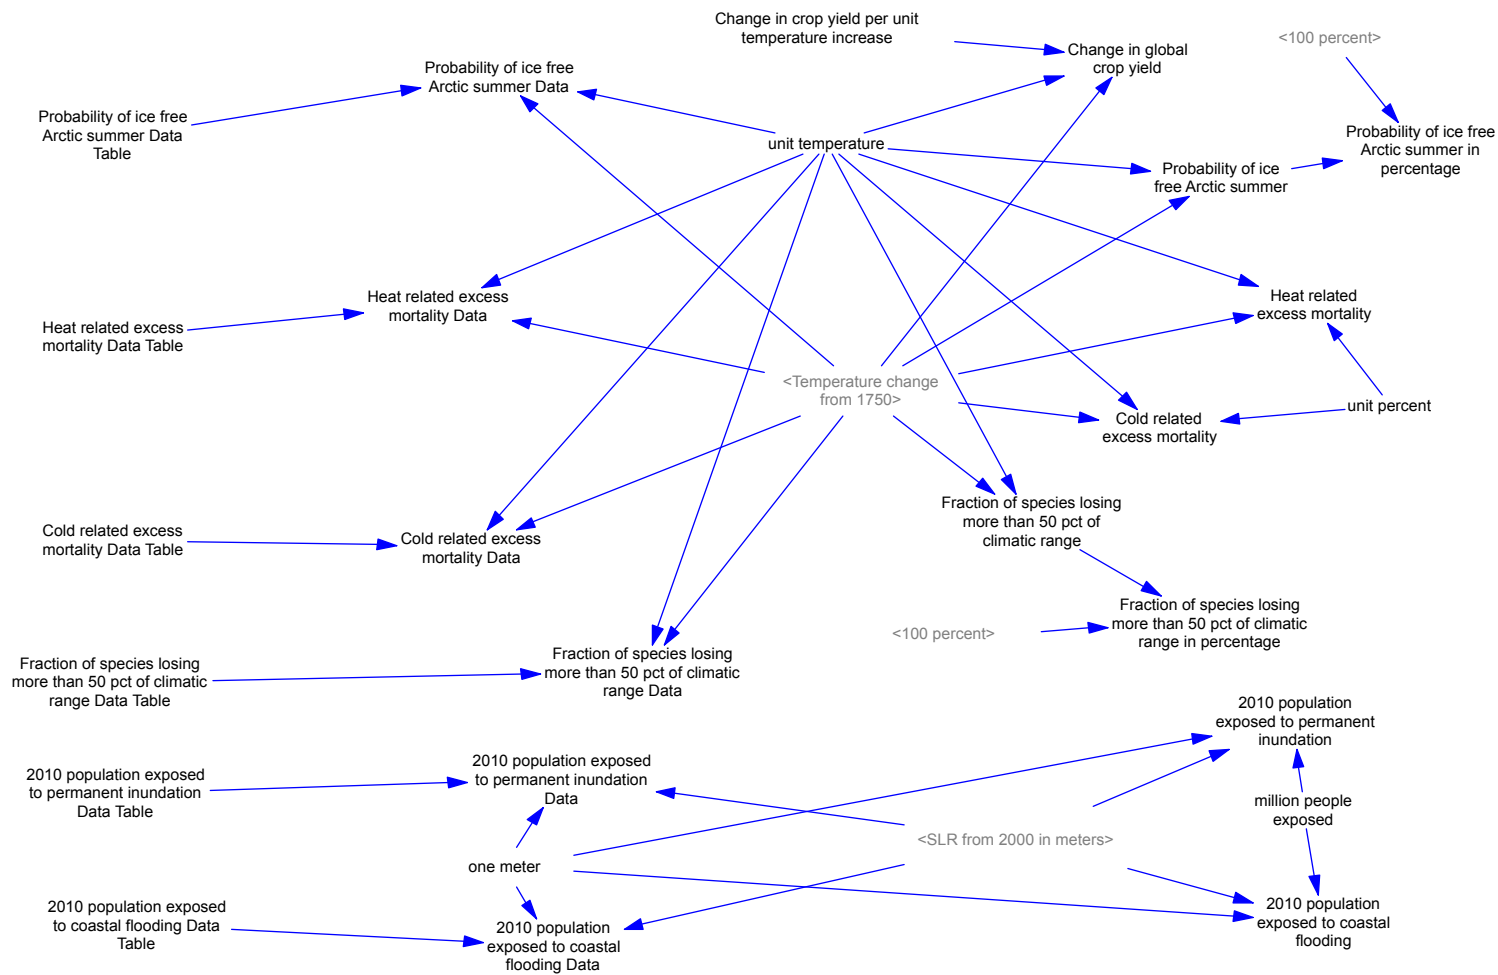 Change in crop yield per unit
temperature increase
<100 percent>
Change in global
crop yield
Probability of ice free
Arctic summer Data
Probability of ice free
Arctic summer Data
Table
unit temperature
Probability of ice free
Arctic summer in
percentage
Probability of ice
free Arctic summer
Heat related excess
mortality Data
Heat related
excess mortality
Heat related excess
mortality Data Table
<Temperature change
from 1750>
unit percent
Cold related
excess mortality
Fraction of species losing
more than 50 pct of
climatic range
Cold related excess
mortality Data Table
Cold related excess
mortality Data
Fraction of species losing
more than 50 pct of climatic
range in percentage
<100 percent>
Fraction of species losing
more than 50 pct of climatic
range Data
Fraction of species losing
more than 50 pct of climatic
range Data Table
2010 population
exposed to permanent
inundation
2010 population exposed
to permanent inundation
Data
2010 population exposed
to permanent inundation
Data Table
million people
exposed
<SLR from 2000 in meters>
one meter
2010 population exposed
to coastal flooding Data
Table
2010 population
exposed to coastal
flooding Data
2010 population
exposed to coastal
flooding